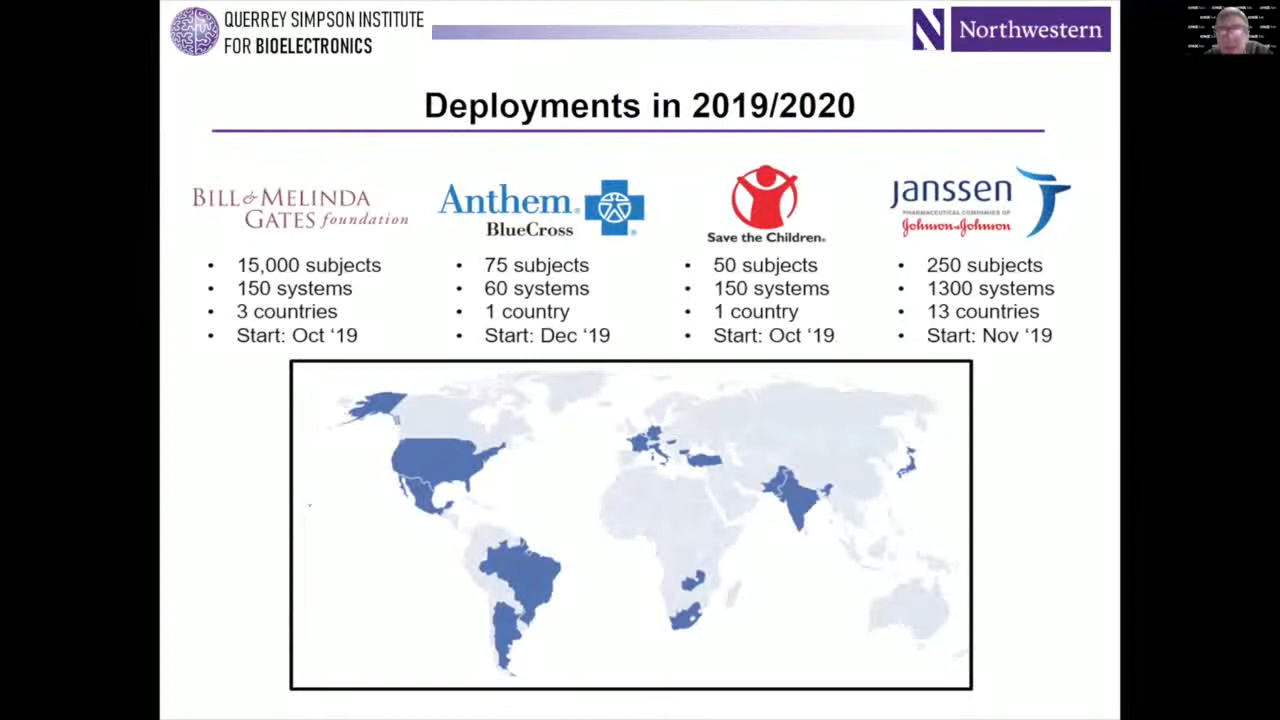 QUERREY SIMPSON INSTITUTE
FOR BIOELECTRONICS
Northwestern
Deployments in 2019/2020
BILL & MELINDA
GATES foundation
• 15,000 subjects
• 150 systems
• 3 countries
• Start: Oct ‘19
Anthem®
BlueCross
• 75 subjects
• 60 systems
• 1 country
• Start: Dec ‘19
Save the Children®
• 50 subjects
• 150 systems
• 1 country
• Start: Oct ‘19
janssen
PHARMACEUTICAL COMPANIES OF
Johnson & Johnson
• 250 subjects
• 1300 systems
• 13 countries
• Start: Nov ‘19